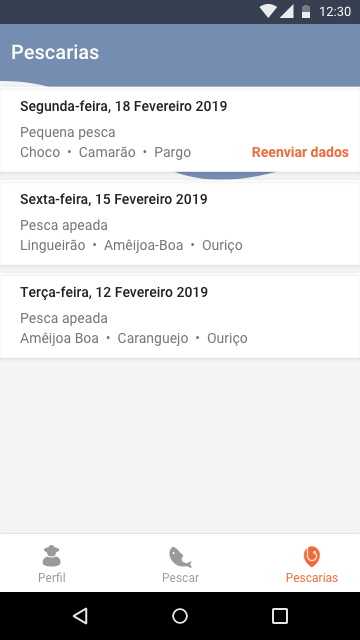 12:30
Pescarias
Segunda-feira, 18 Fevereiro 2019
Pequena pesca
Choco • Camarão • Pargo Reenviar dados
Sexta-feira, 15 Fevereiro 2019
Pesca apeada
Lingueirão • Amêijoa-Boa • Ouriço
Terça-feira, 12 Fevereiro 2019
Pesca apeada
Amêijoa Boa • Caranguejo • Ouriço
Perfil Pescar Pescarias